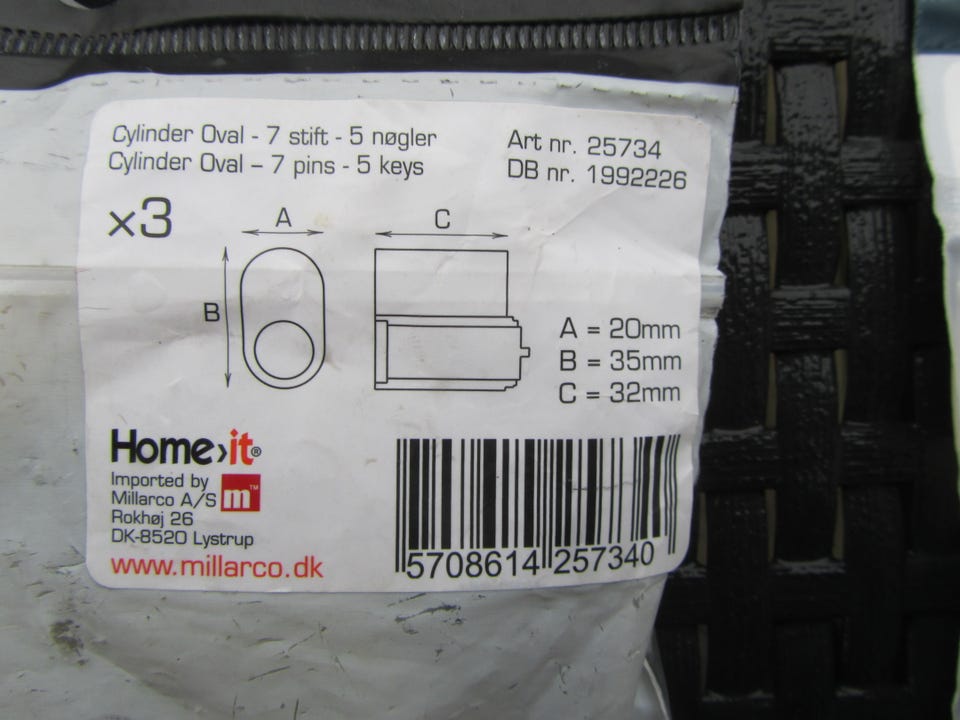 Cylinder Oval - 7 stift - 5 nøgler
Cylinder Oval – 7 pins - 5 keys
Art nr. 25734
DB nr. 1992226
x3
A
C
B
A = 20mm
B = 35mm
C = 32mm
Home›it®
Imported by
Millarco A/S
m™
Rokhøj 26
DK-8520 Lystrup
www.millarco.dk
5708614 257340